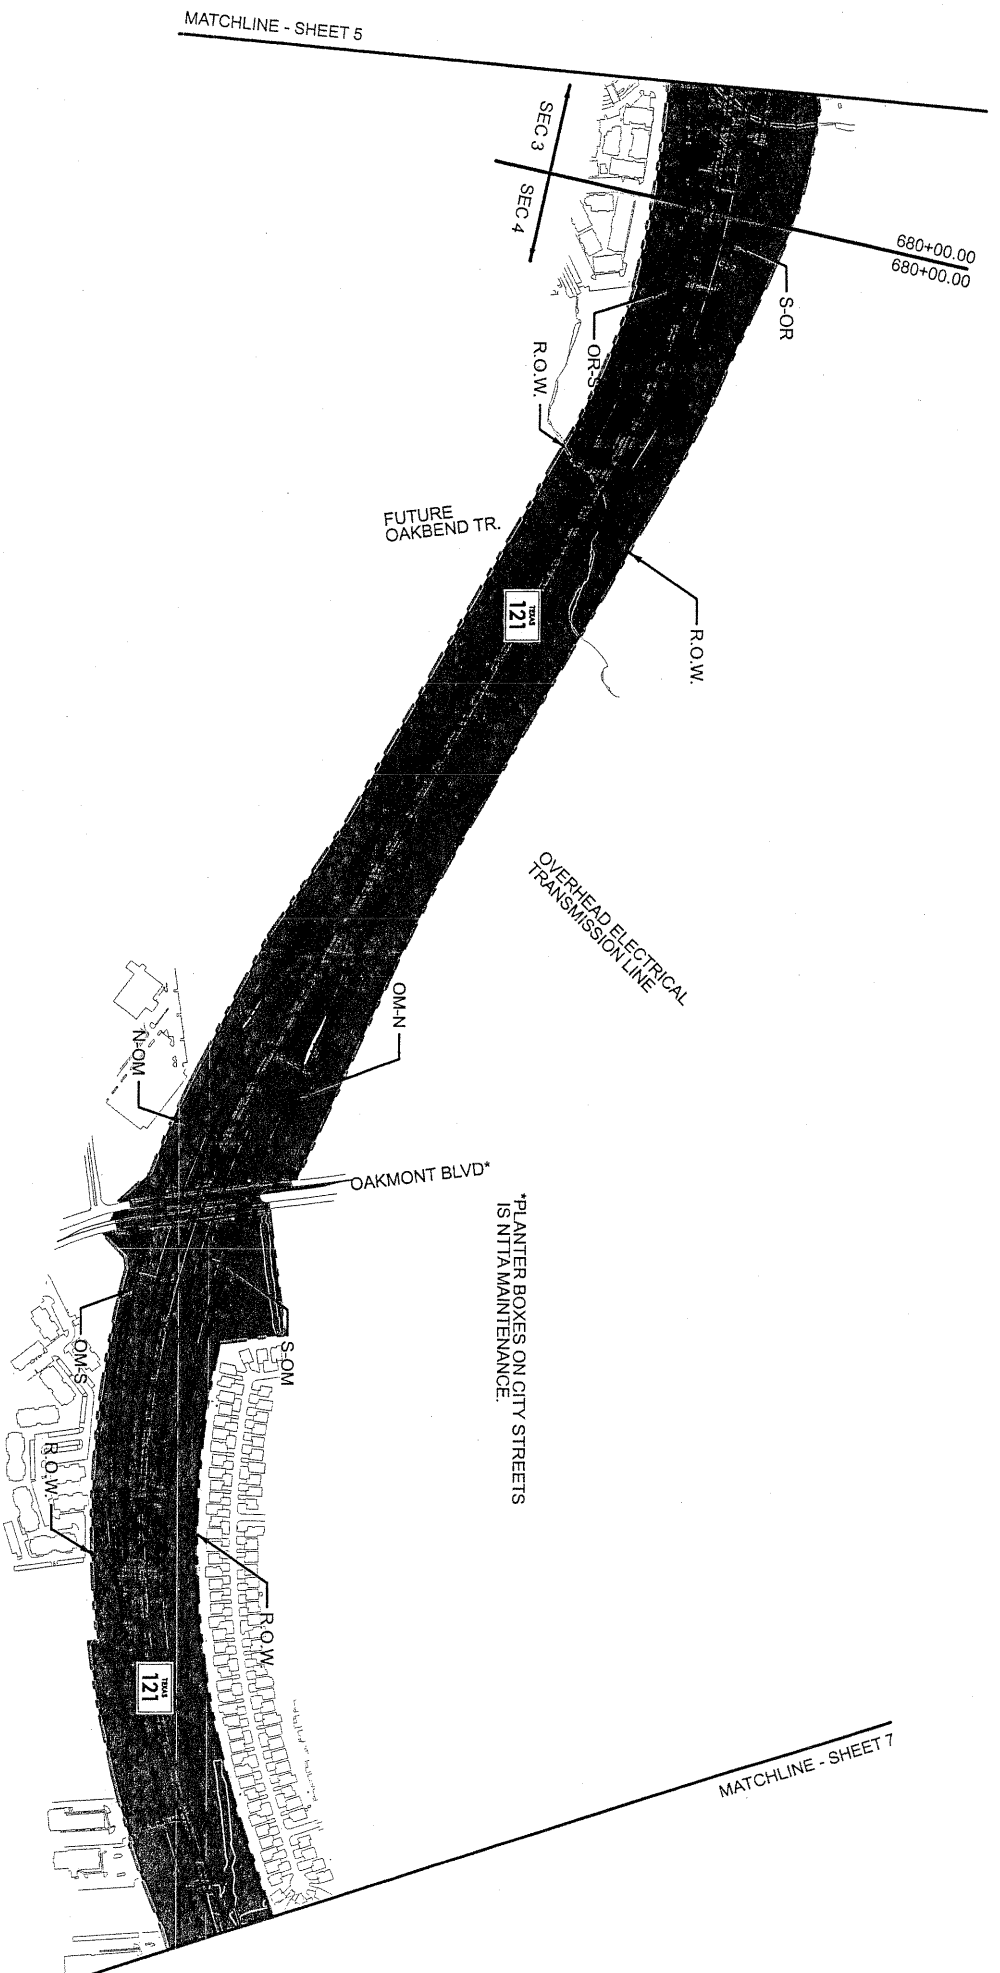 MATCHLINE - SHEET 5
SEC 3
SEC 4
680+00.00
680+00.00
S-OR
OR-S
R.O.W.
FUTURE
OAKBEND TR.
TEXAS
121
R.O.W.
OVERHEAD ELECTRICAL
TRANSMISSION LINE
OM-N
N-OM
OAKMONT BLVD*
*PLANTER BOXES ON CITY STREETS
IS NTTA MAINTENANCE.
S-OM
OM-S
R.O.W.
R.O.W.
TEXAS
121
MATCHLINE - SHEET 7